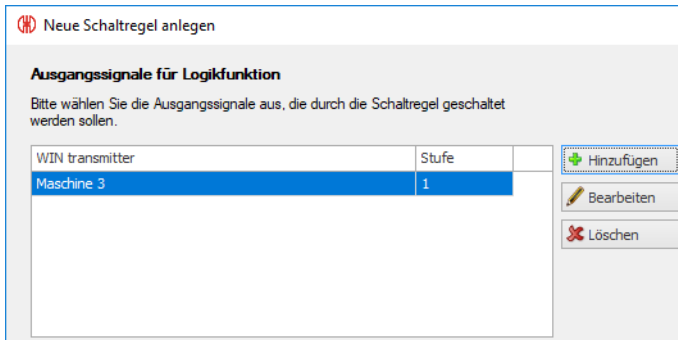 Neue Schaltregel anlegen
Ausgangssignale für Logikfunktion
Bitte wählen Sie die Ausgangssignale aus, die durch die Schaltregel geschaltet
werden sollen.
WIN transmitter Stufe
Hinzufügen
Maschine 3 1
Bearbeiten
Löschen